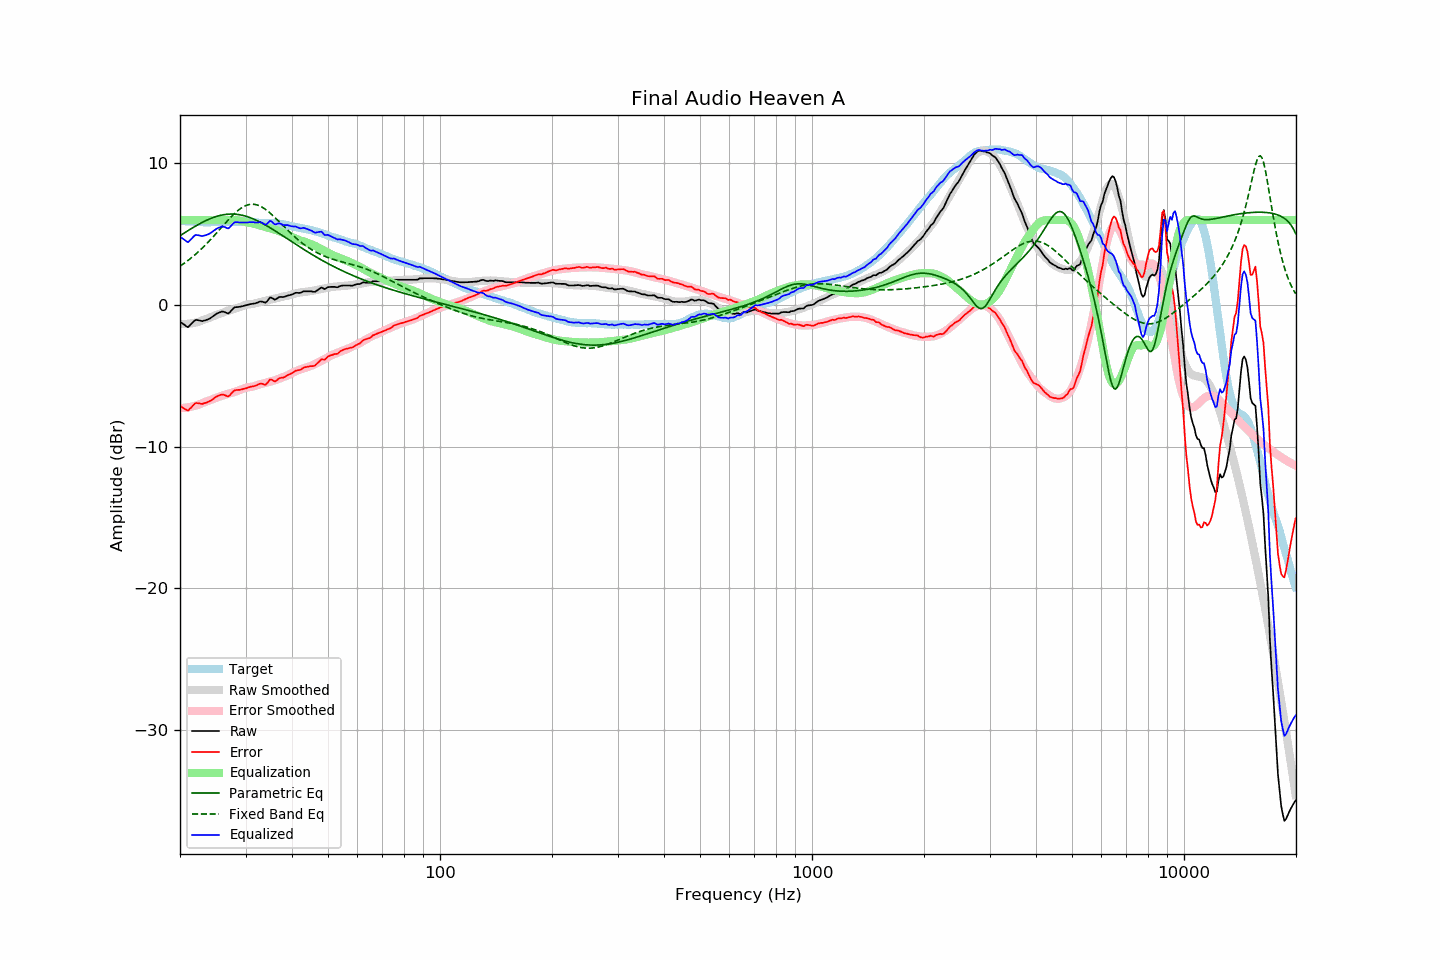 Final Audio Heaven A
10
0
−10
−20
−30
Amplitude (dBr)
Target
Raw Smoothed
Error Smoothed
Raw
Error
Equalization
Parametric Eq
Fixed Band Eq
Equalized
100
1000
10000
Frequency (Hz)